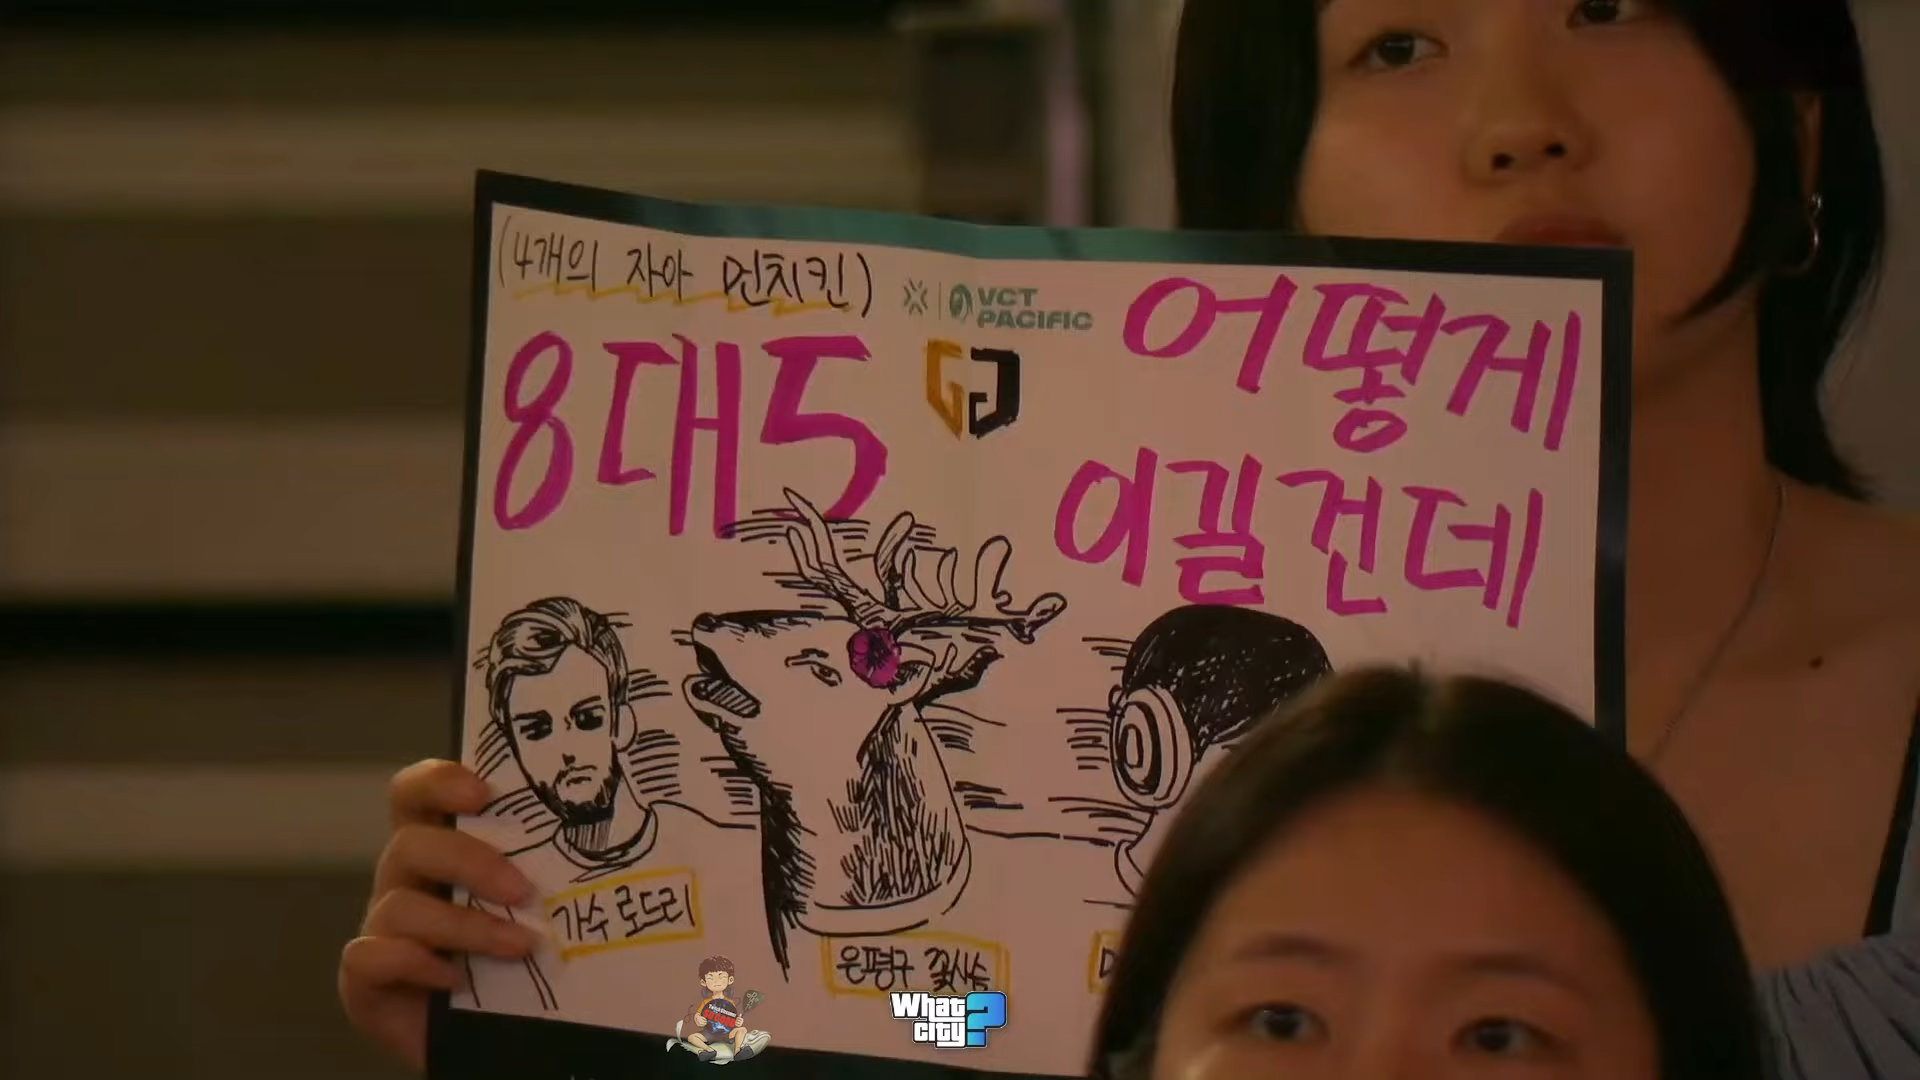 (4개의 자아 먼치킨)
VCT
PACIFIC
8대5
어떻게
이길건데
가수 로드리
은평구 꽃사슴
What
city?